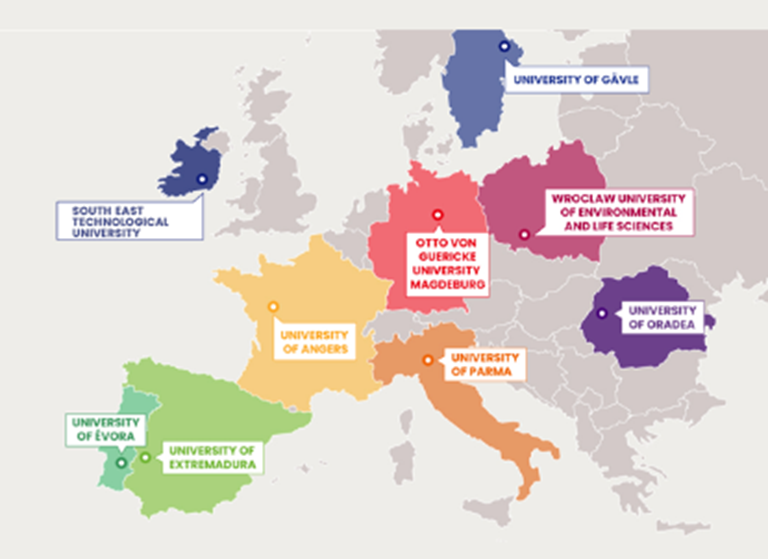 UNIVERSITY OF GÄVLE
SOUTH EAST
TECHNOLOGICAL
UNIVERSITY
WROCLAW UNIVERSITY
OF ENVIRONMENTAL
AND LIFE SCIENCES
OTTO VON
GUERICKE
UNIVERSITY
MAGDEBURG
UNIVERSITY
OF ORADEA
UNIVERSITY
OF ANGERS
UNIVERSITY
OF PARMA
UNIVERSITY
OF ÉVORA
UNIVERSITY OF
EXTREMADURA